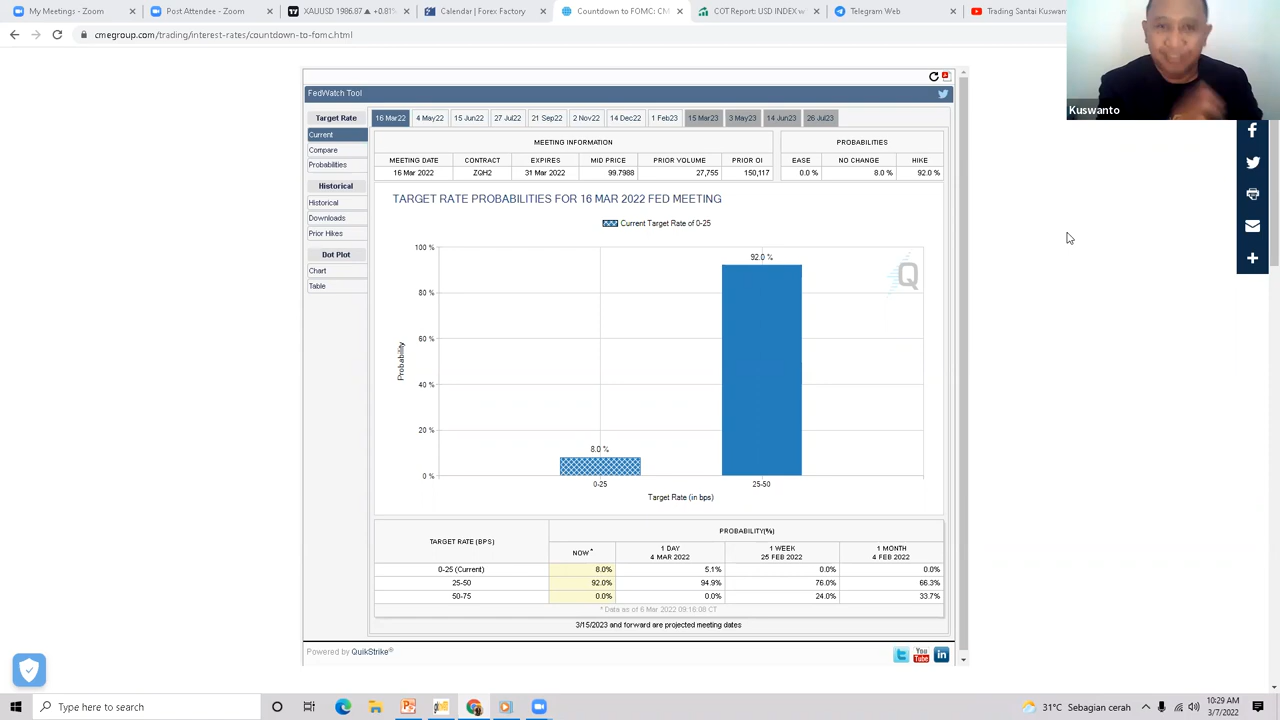 My Meetings - Zoom
Post Attendee - Zoom
XAUUSD 1986.87 ▲ +0.81
Calendar | Forex Factory
Countdown to FOMC: CM
COT Report: USD INDEX w
Telegram Web
Trading Santai Kuswan
cmegroup.com/trading/interest-rates/countdown-to-fomc.html
Kuswanto
FedWatch Tool
Target Rate
16 Mar22 4 May22 15 Jun22 27 Jul22 21 Sep22 2 Nov22 14 Dec22 1 Feb23 15 Mar23 3 May23 14 Jun23 26 Jul23
Current
Compare
Probabilities
Historical
Historical
Downloads
Prior Hikes
Dot Plot
Chart
Table
MEETING INFORMATION
MEETING DATE CONTRACT EXPIRES MID PRICE PRIOR VOLUME PRIOR OI
16 Mar 2022 ZQH2 31 Mar 2022 99.7988 27,755 150,117
PROBABILITIES
EASE NO CHANGE HIKE
0.0 % 8.0 % 92.0 %
TARGET RATE PROBABILITIES FOR 16 MAR 2022 FED MEETING
Current Target Rate of 0-25
Q
Probability
100 %
80 %
60 %
40 %
20 %
0 %
92.0 %
8.0 %
0-25 25-50
Target Rate (in bps)
TARGET RATE (BPS) PROBABILITY(%)
NOW * 1 DAY 4 MAR 2022 1 WEEK 25 FEB 2022 1 MONTH 4 FEB 2022
0-25 (Current) 8.0% 5.1% 0.0% 0.0%
25-50 92.0% 94.9% 76.0% 66.3%
50-75 0.0% 0.0% 24.0% 33.7%
* Data as of 6 Mar 2022 09:16:08 CT
3/15/2023 and forward are projected meeting dates
Powered by QuikStrike®
You Tube
in
Type here to search
31°C Sebagian cerah
10:29 AM
3/7/2022